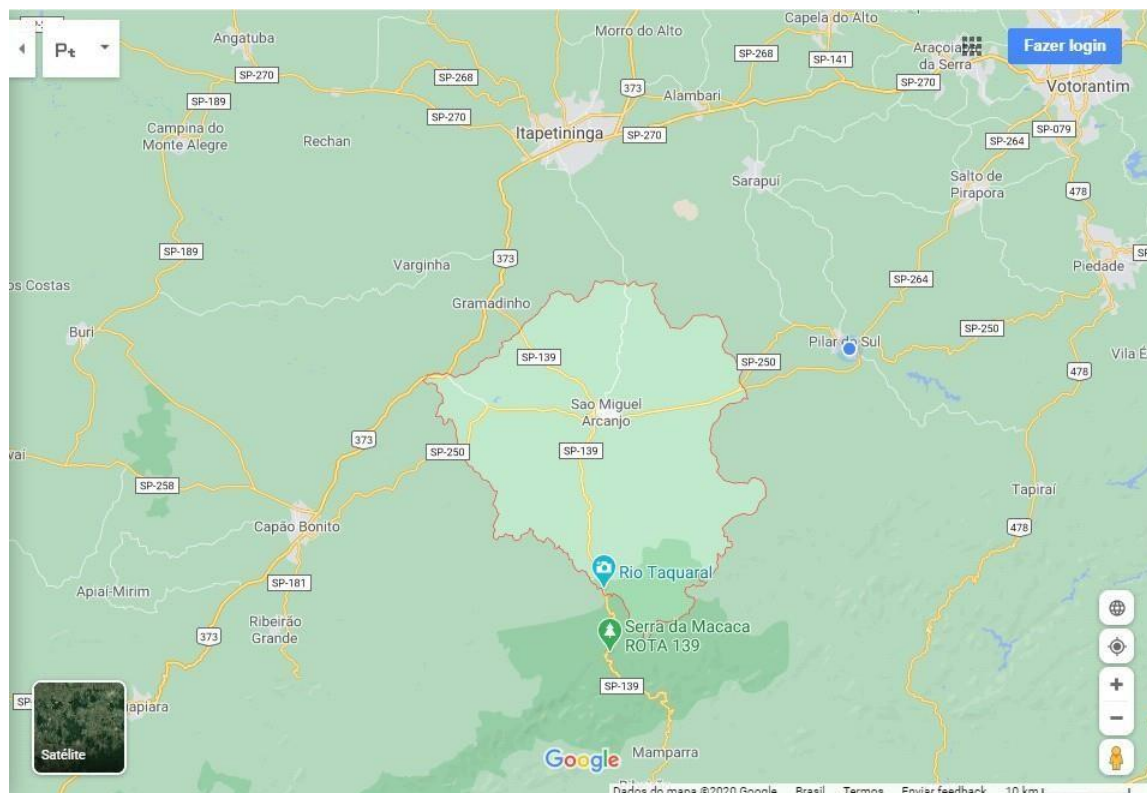 Angatuba
Morro do Alto
Capela do Alto
Araçoiaba
da Serra
Fazer login
SP-270
SP-268
SP-268
SP-141
SP-270
Votorantim
SP-189
SP-270
373
Alambari
Campina do
Monte Alegre
Rechan
Itapetininga
SP-270
SP-264
SP-079
Sarapuí
Salto de
Pirapora
478
SP-189
Varginha
373
Piedade
os Costas
Gramadinho
SP-264
Buri
SP-139
Pilar do Sul
SP-250
SP-250
Vila É
478
Sao Miguel
Arcanjo
373
SP-250
SP-139
vai
SP-258
Capão Bonito
Tapiraí
478
Apiaí-Mirim
SP-181
Rio Taquaral
Ribeirão
Grande
373
Serra da Macaca
ROTA 139
SP-139
apiara
Satélite
Google
Mamparra
Dados do mapa ©2020 Google Brasil Termos Enviar feedback 10 km